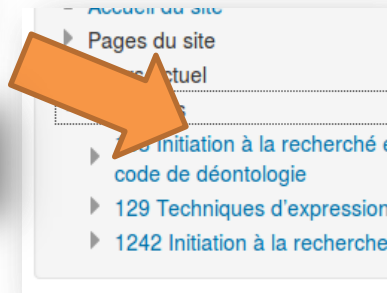 Accueil du site
Pages du site
ctuel
s
Initiation à la recherché
code de déontologie
129 Techniques d'expression
1242 Initiation à la recherche